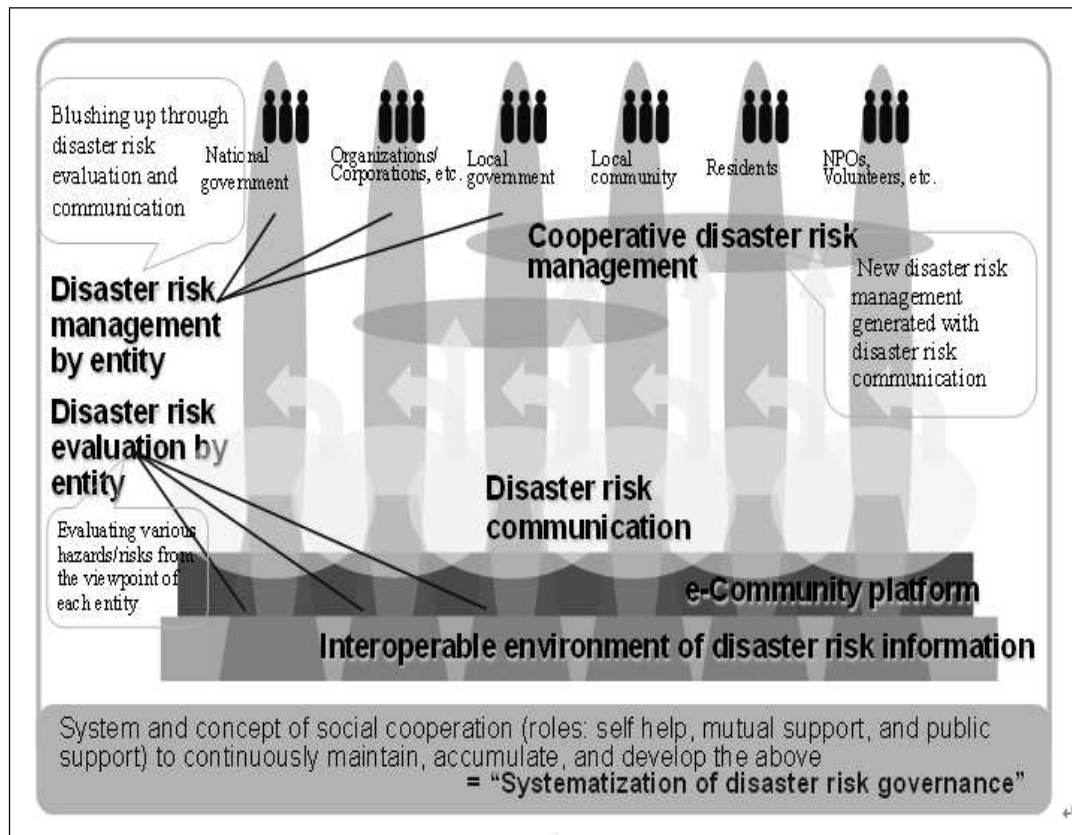 Blushing up through
disaster risk
evaluation and
communication
National
government
Organizations/
Corporations, etc.
Local
government
Local
community
Residents
NPOs,
Volunteers, etc.
Cooperative disaster risk
management
New disaster risk
management
generated with
disaster risk
communication
Disaster risk
management
by entity
Disaster risk
evaluation by
entity
Evaluating various
hazards/risks from
the viewpoint of
each entity
Disaster risk
communication
e-Community platform
Interoperable environment of disaster risk information
System and concept of social cooperation (roles: self help, mutual support, and public
support) to continuously maintain, accumulate, and develop the above
= “Systematization of disaster risk governance”